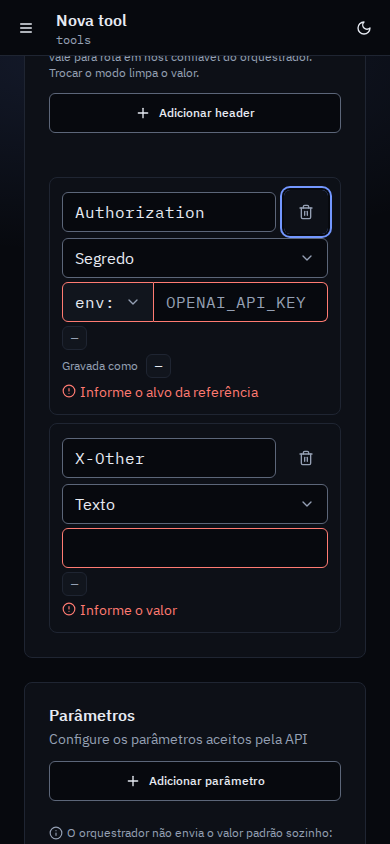 Nova tool
tools
vale para rota em host confiável do orquestrador.
Trocar o modo limpa o valor.
Adicionar header
Authorization
Segredo
env:
OPENAI_API_KEY
—
Gravada como —
Informe o alvo da referência
X-Other
Texto
—
Informe o valor
Parâmetros
Configure os parâmetros aceitos pela API
Adicionar parâmetro
O orquestrador não envia o valor padrão sozinho: